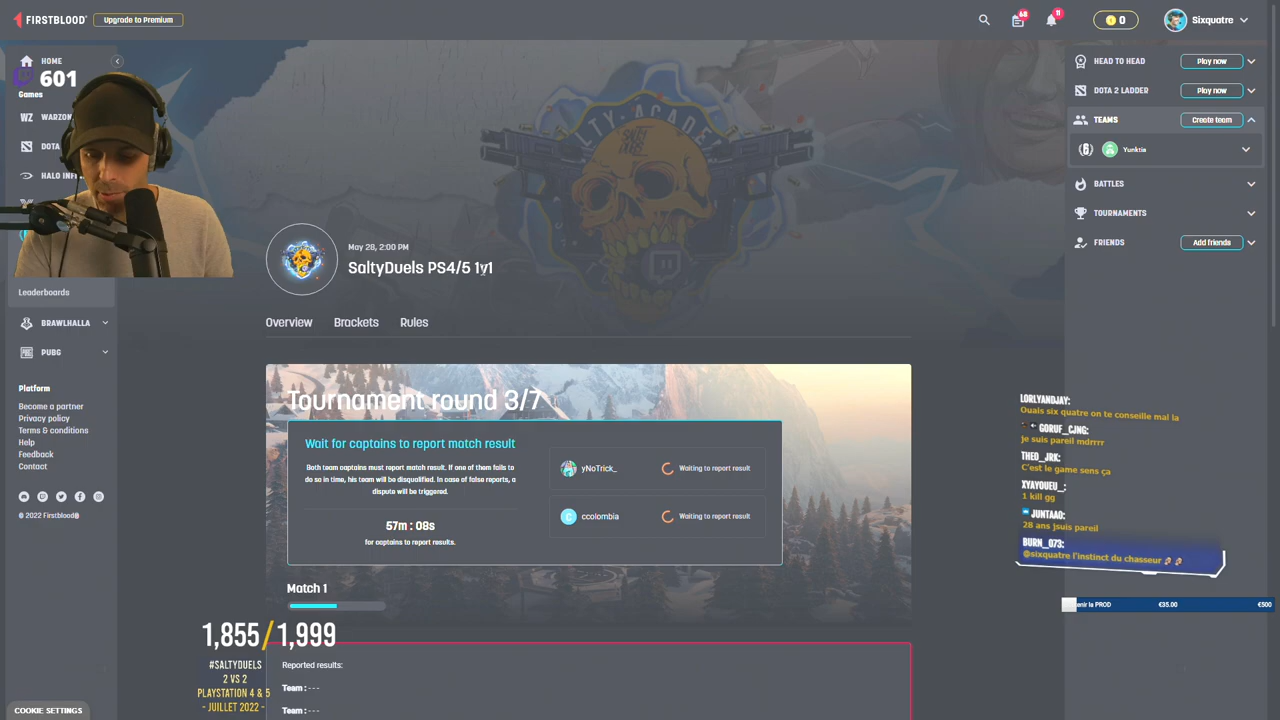 FIRSTBLOOD
Upgrade to Premium
68
11
0
Sixquatre
HOME
601
Games
WZ
DOTA
Leaderboards
BRAWLHALLA
PUBG
Platform
Become a partner
Privacy policy
Terms & conditions
Help
Feedback
Contact
© 2022 Firstblood
COOKIE SETTINGS
May 28, 2:00 PM
SaltyDuels PS4/5 1v1
Overview
Brackets
Rules
Tournament round 3/7
Wait for captains to report match result
Both team captains must report match result. If one of them fails to
do so in time, his team will be disqualified. In case of false reports, a
dispute will be triggered.
57m : 08s
for captains to report results.
yNoTrick_
Waiting to report result
C
ccolombia
Waiting to report result
Match 1
1,855/1,999
#SALTYDUELS
2 VS 2
PLAYSTATION 4 & 5
- JUILLET 2022 -
Reported results:
Team : ---
Team : ---
HEAD TO HEAD
Play now
DOTA 2 LADDER
Play now
TEAMS
Create team
Yunktis
BATTLES
TOURNAMENTS
FRIENDS
Add friends
LORLYANDJAY:
Ouais six quatre on te conseille mal la
GORUF_CJNG:
je suis pareil mdrrrr
THEO_JRK:
C'est le game sens ça
XYAYOUEU_:
1 kill gg
JUNTAAO:
28 ans jsuis pareil
BURN_073:
@sixquatre l'instinct du chasseur
enir la PROD
€35.00
€500